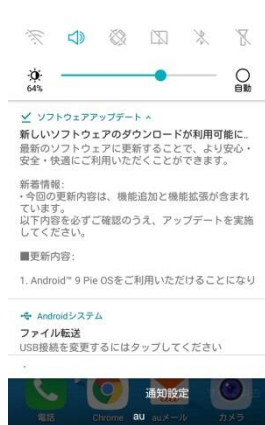 64%
自動
ソフトウェアアップデート
新しいソフトウェアのダウンロードが利用可能に..
最新のソフトウェアに更新することで、より安心・
安全・快適にご利用いただくことができます。
新着情報:
・今回の更新内容は、機能追加と機能拡張が含まれ
ています。
以下内容を必ずご確認のうえ、アップデートを実施
してください。
■更新内容:
1. Android™ 9 Pie OSをご利用いただけることになり
Androidシステム
ファイル転送
USB接続を変更するにはタップしてください
通知設定
電話 Chrome au auメール カメラ